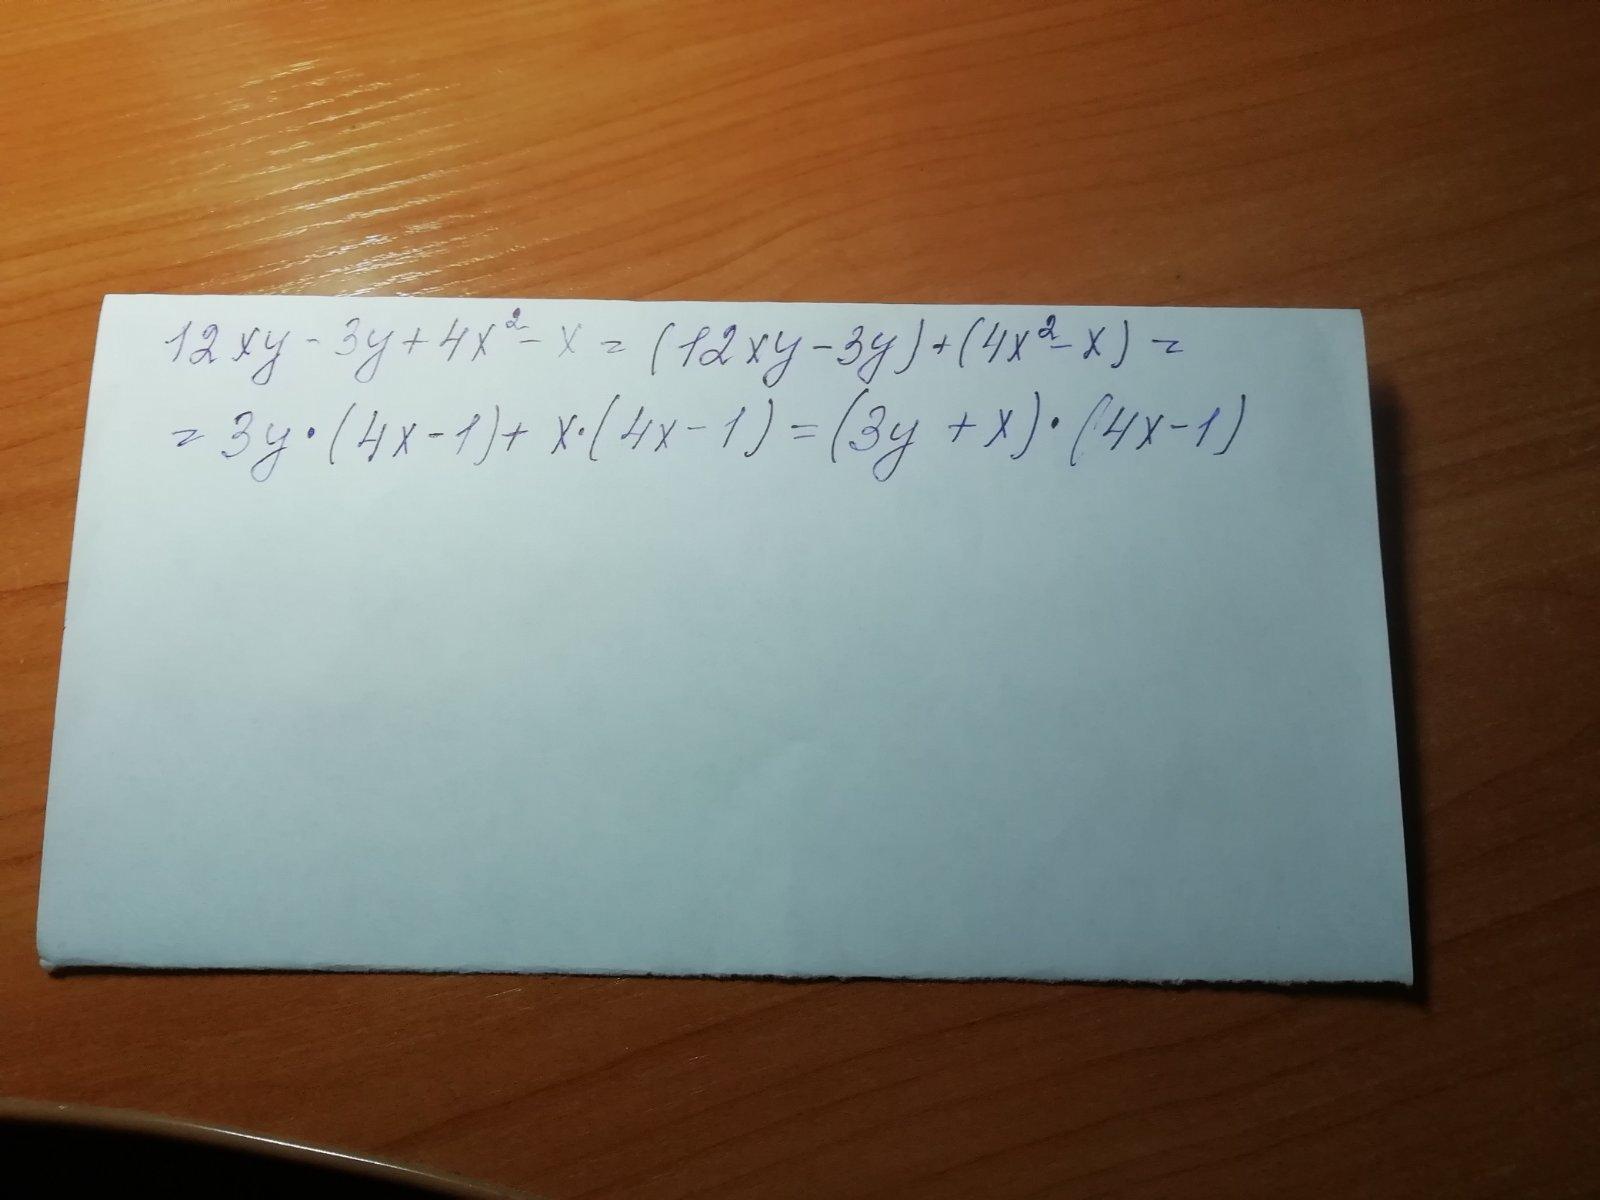 12xy - 3y + 4x² - x = (12xy - 3y) + (4x² - x) =
= 3y · (4x - 1) + x · (4x - 1) = (3y + x) · (4x - 1)